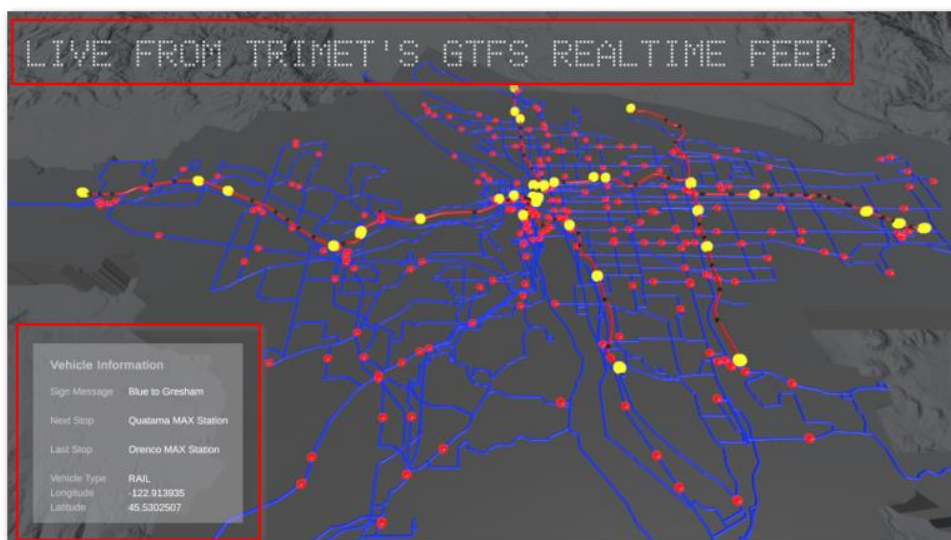 LIVE FROM TRIMET'S GTFS REALTIME FEED
Vehicle Information
Sign Message Blue to Gresham
Next Stop Quatama MAX Station
Last Stop Orenco MAX Station
Vehicle Type RAIL
Longitude -122.913935
Latitude 45.5302507